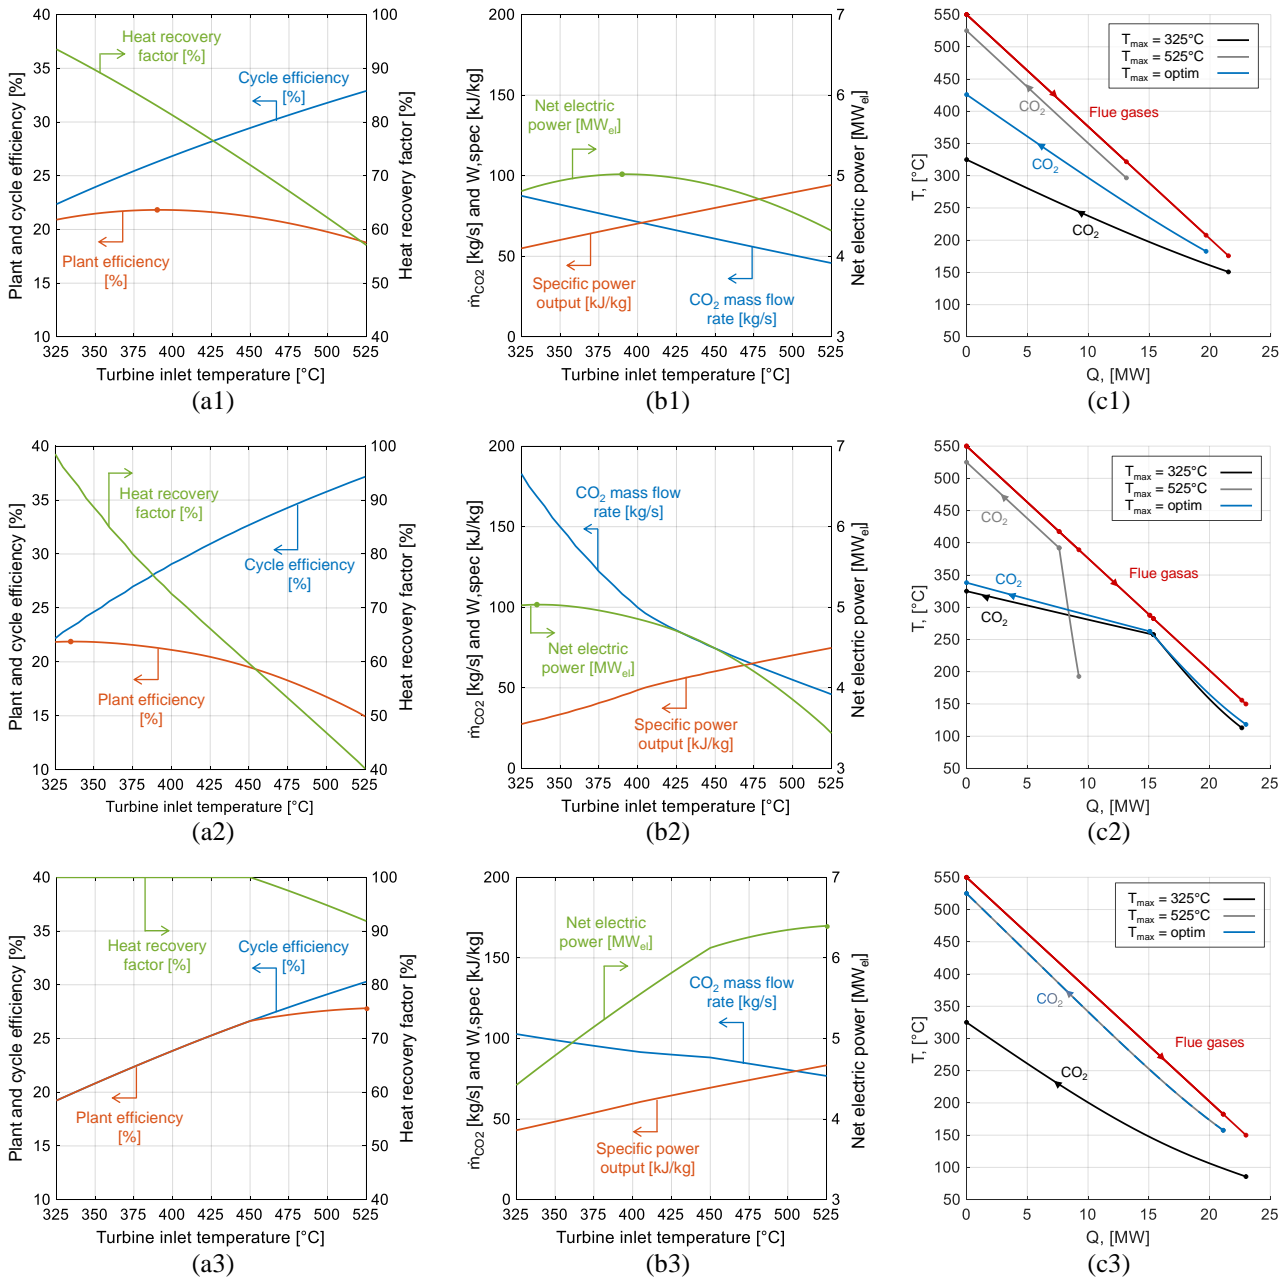 40
35
30
25
20
15
10
Plant and cycle efficiency [%]
100
90
80
70
60
50
40
Heat recovery factor [%]
Heat recovery
factor [%]
Cycle efficiency
[%]
Plant efficiency
[%]
325 350 375 400 425 450 475 500 525
Turbine inlet temperature [°C]
(a1)
200
150
100
50
0
ṁCO2 [kg/s] and W,spec [kJ/kg]
7
6
5
4
3
Net electric power [MWel]
Net electric
power [MWel]
Specific power
output [kJ/kg]
CO2 mass flow
rate [kg/s]
325 350 375 400 425 450 475 500 525
Turbine inlet temperature [°C]
(b1)
550
500
450
400
350
300
250
200
150
100
50
T, [°C]
Tmax = 325°C
Tmax = 525°C
Tmax = optim
Flue gases
CO2
CO2
CO2
0 5 10 15 20 25
Q, [MW]
(c1)
40
35
30
25
20
15
10
Plant and cycle efficiency [%]
100
90
80
70
60
50
40
Heat recovery factor [%]
Heat recovery
factor [%]
Cycle efficiency
[%]
Plant efficiency
[%]
325 350 375 400 425 450 475 500 525
Turbine inlet temperature [°C]
(a2)
200
150
100
50
0
ṁCO2 [kg/s] and W,spec [kJ/kg]
7
6
5
4
3
Net electric power [MWel]
CO2 mass flow
rate [kg/s]
Net electric
power [MWel]
Specific power
output [kJ/kg]
325 350 375 400 425 450 475 500 525
Turbine inlet temperature [°C]
(b2)
550
500
450
400
350
300
250
200
150
100
50
T, [°C]
Tmax = 325°C
Tmax = 525°C
Tmax = optim
CO2
Flue gasas
CO2
CO2
0 5 10 15 20 25
Q, [MW]
(c2)
40
35
30
25
20
15
10
Plant and cycle efficiency [%]
100
90
80
70
60
50
40
Heat recovery factor [%]
Heat recovery
factor [%]
Cycle efficiency
[%]
Plant efficiency
[%]
325 350 375 400 425 450 475 500 525
Turbine inlet temperature [°C]
(a3)
200
150
100
50
0
ṁCO2 [kg/s] and W,spec [kJ/kg]
7
6
5
4
3
Net electric power [MWel]
Net electric
power [MWel]
CO2 mass flow
rate [kg/s]
Specific power
output [kJ/kg]
325 350 375 400 425 450 475 500 525
Turbine inlet temperature [°C]
(b3)
550
500
450
400
350
300
250
200
150
100
50
T, [°C]
Tmax = 325°C
Tmax = 525°C
Tmax = optim
CO2
Flue gases
CO2
0 5 10 15 20 25
Q, [MW]
(c3)